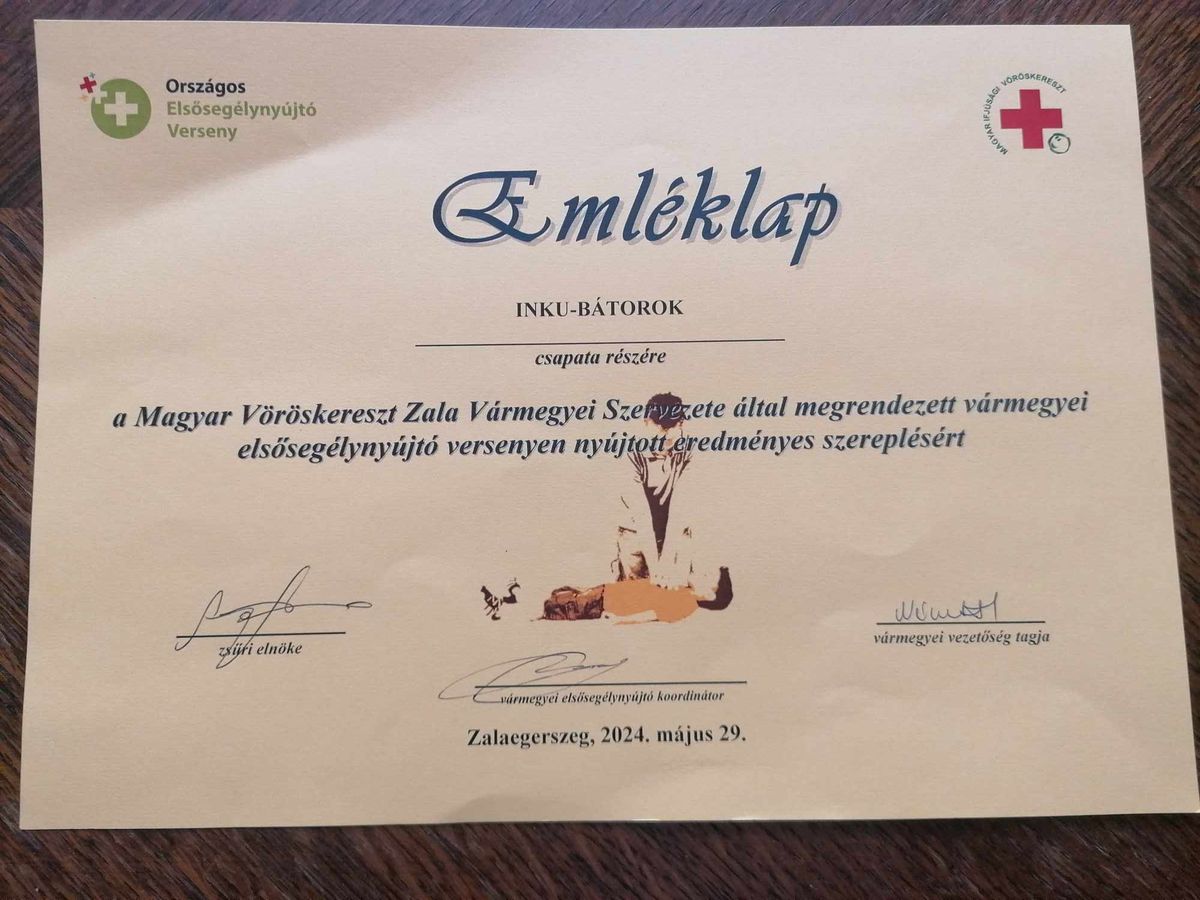 Országos
Elsősegélynyújtó
Verseny
MAGYAR IFJÚSÁGI VÖRÖSKERESZT
Emléklap
INKU-BÁTOROK
csapata részére
a Magyar Vöröskereszt Zala Vármegyei Szervezete által megrendezett vármegyei
elsősegélynyújtó versenyen nyújtott eredményes szereplésért
zsűri elnöke
vármegyei vezetőség tagja
vármegyei elsősegélynyújtó koordinátor
Zalaegerszeg, 2024. május 29.